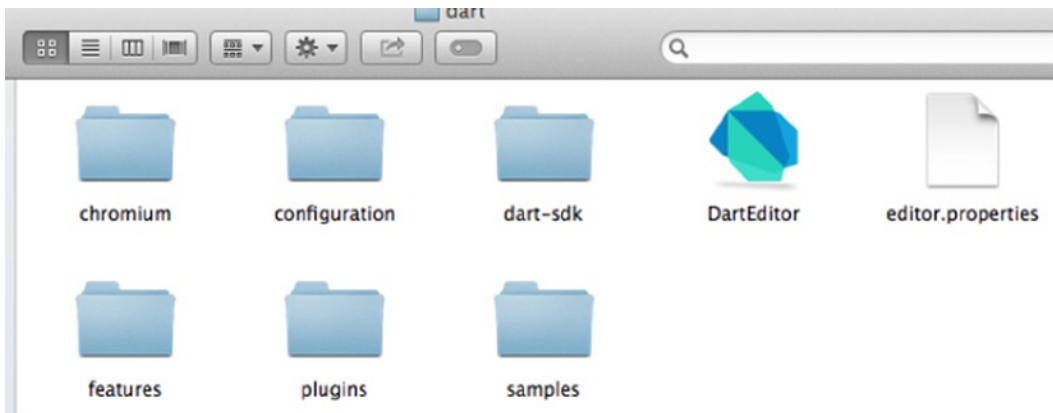 dart
chromium configuration dart-sdk DartEditor editor.properties
features plugins samples